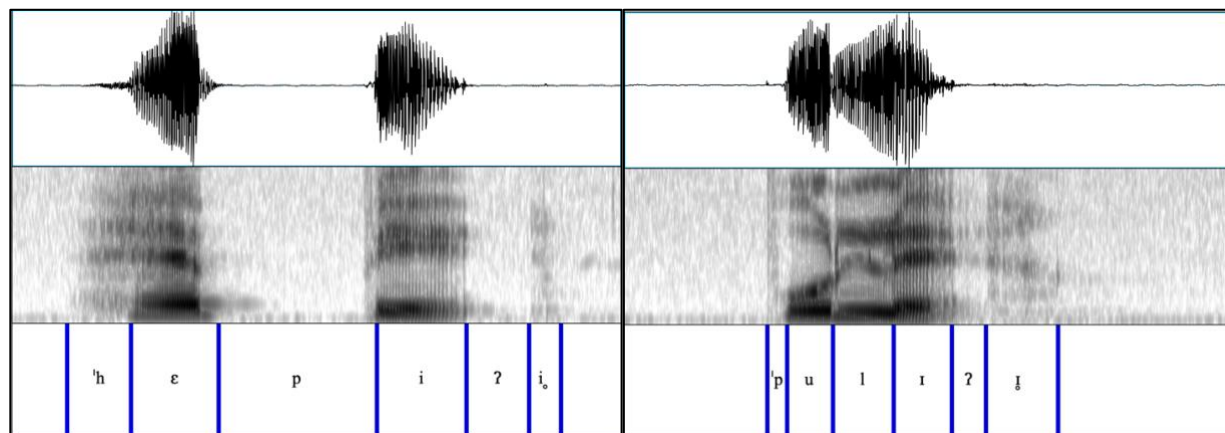 ˈh ɛ p i ʔ i̥ ˈp u l ɪ ʔ ɪ̥